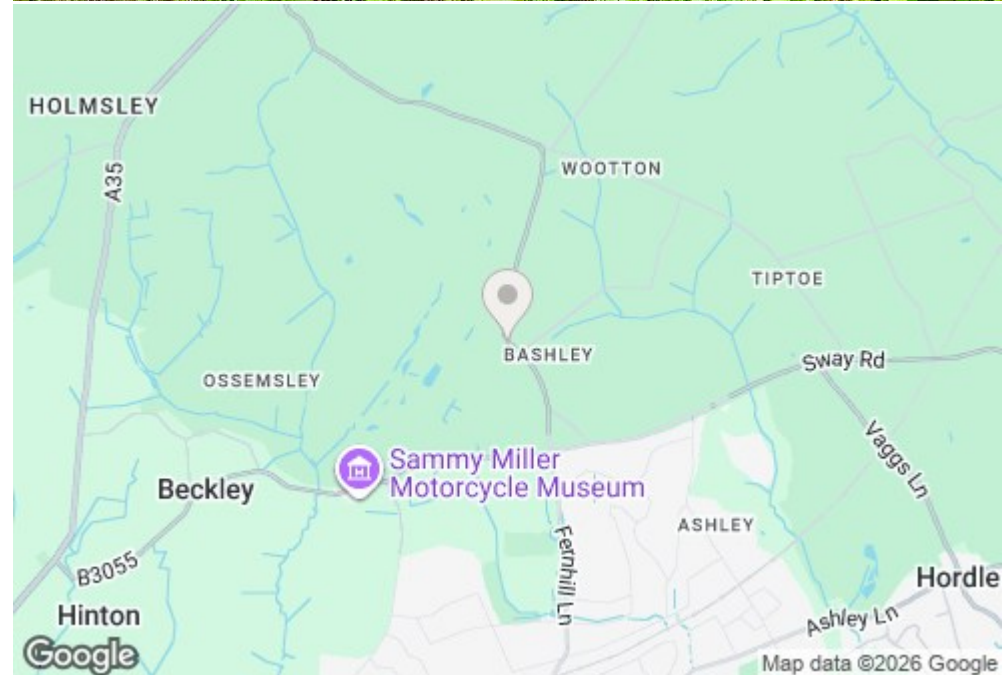 HOLMSLEY
A35
WOOTTON
TIPTOE
BASHLEY
OSSEMSLEY
Sway Rd
Vaggs Ln
Sammy Miller
Motorcycle Museum
Beckley
ASHLEY
B3055
Fernhill Ln
Hordle
Hinton
Ashley Ln
Google
Map data ©2026 Google